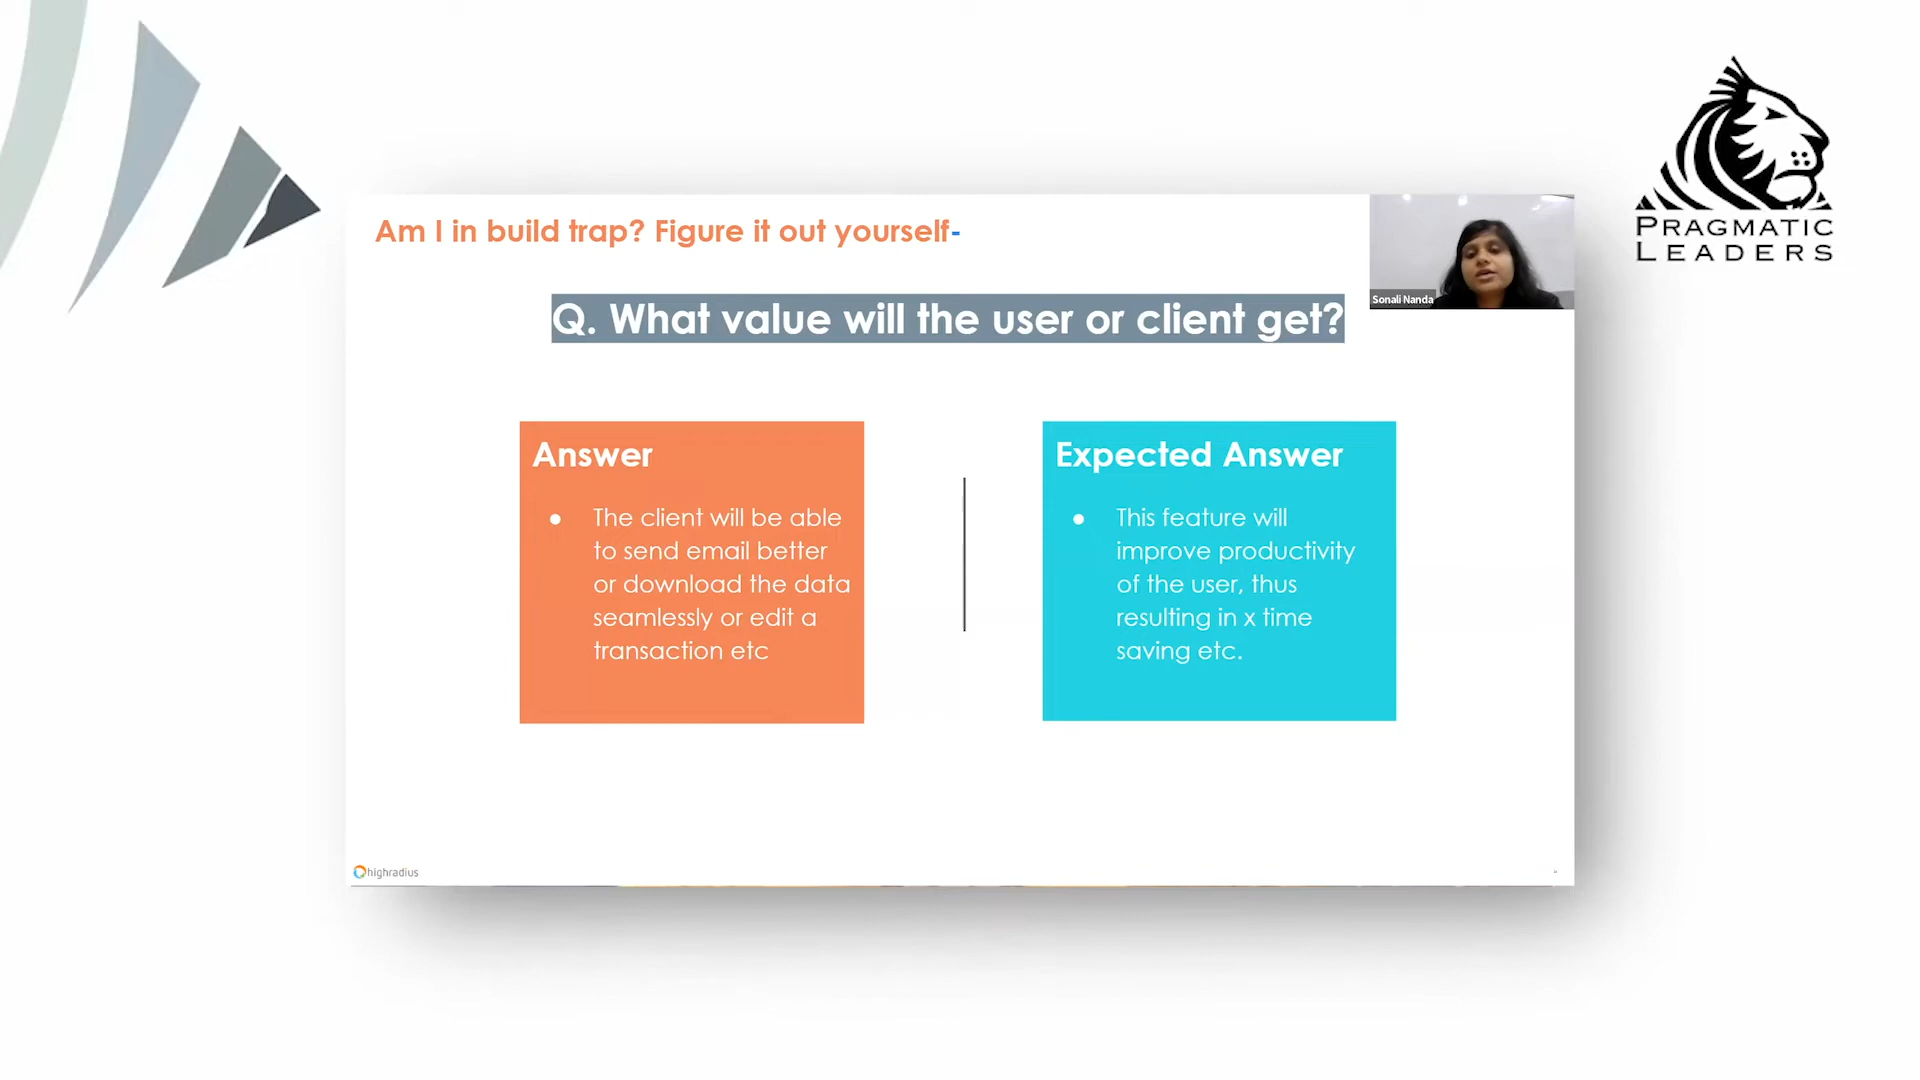 Am I in build trap? Figure it out yourself-
Q. What value will the user or client get?
Sonali Nanda
PRAGMATIC
LEADERS
Answer
● The client will be able
to send email better
or download the data
seamlessly or edit a
transaction etc
Expected Answer
● This feature will
improve productivity
of the user, thus
resulting in x time
saving etc.
highradius